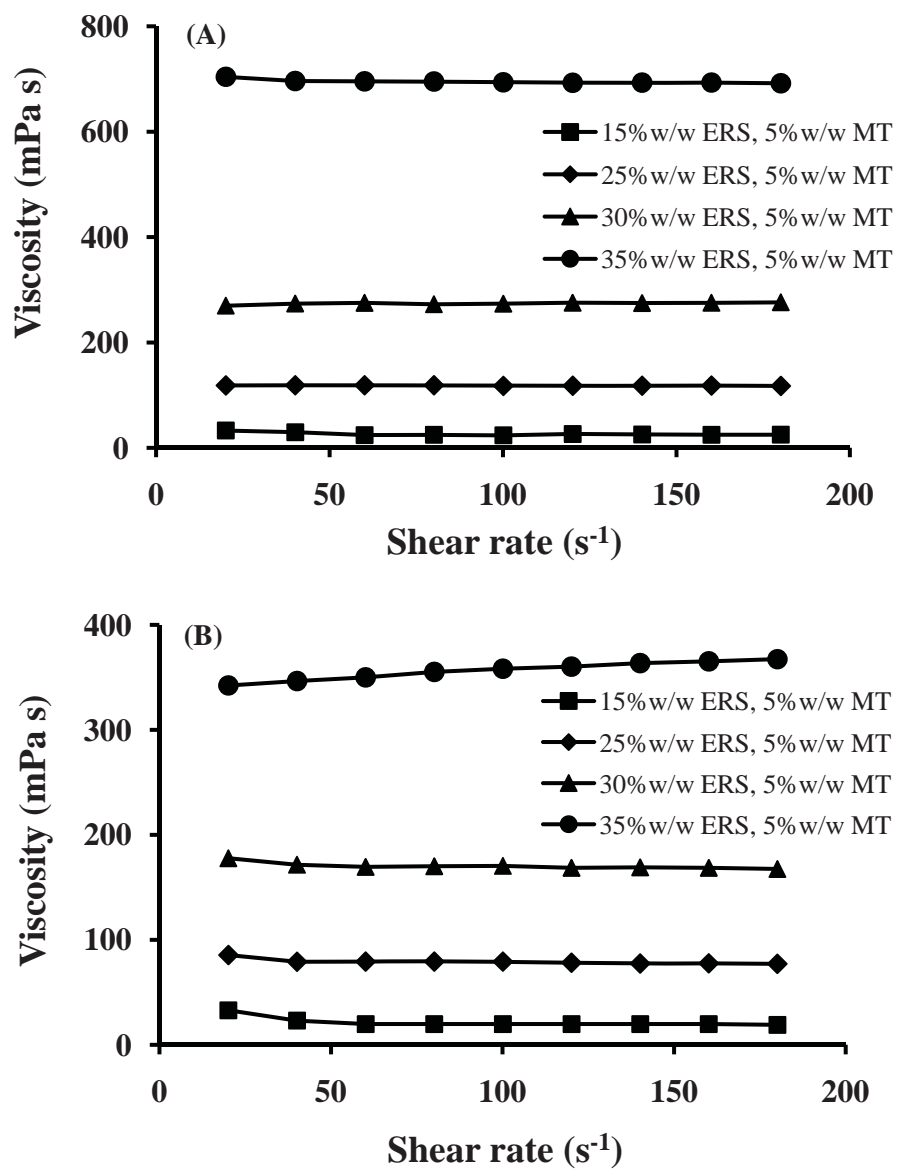 (A)
800
600
400
200
0
Viscosity (mPa s)
15%w/w ERS, 5%w/w MT
25%w/w ERS, 5%w/w MT
30%w/w ERS, 5%w/w MT
35%w/w ERS, 5%w/w MT
0 50 100 150 200
Shear rate (s⁻¹)
(B)
400
300
200
100
0
Viscosity (mPa s)
15%w/w ERS, 5%w/w MT
25%w/w ERS, 5%w/w MT
30%w/w ERS, 5%w/w MT
35%w/w ERS, 5%w/w MT
0 50 100 150 200
Shear rate (s⁻¹)